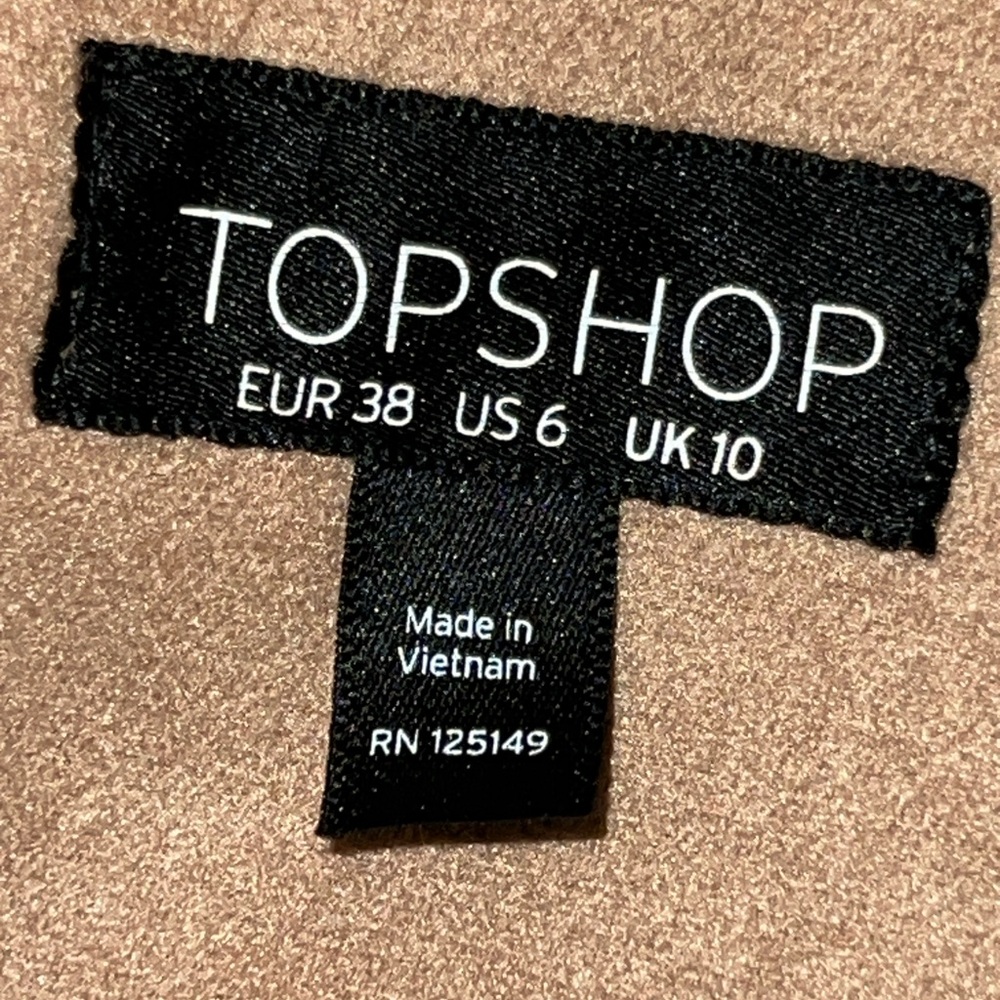 TOPSHOP
EUR 38 US 6 UK 10
Made in
Vietnam
RN 125149